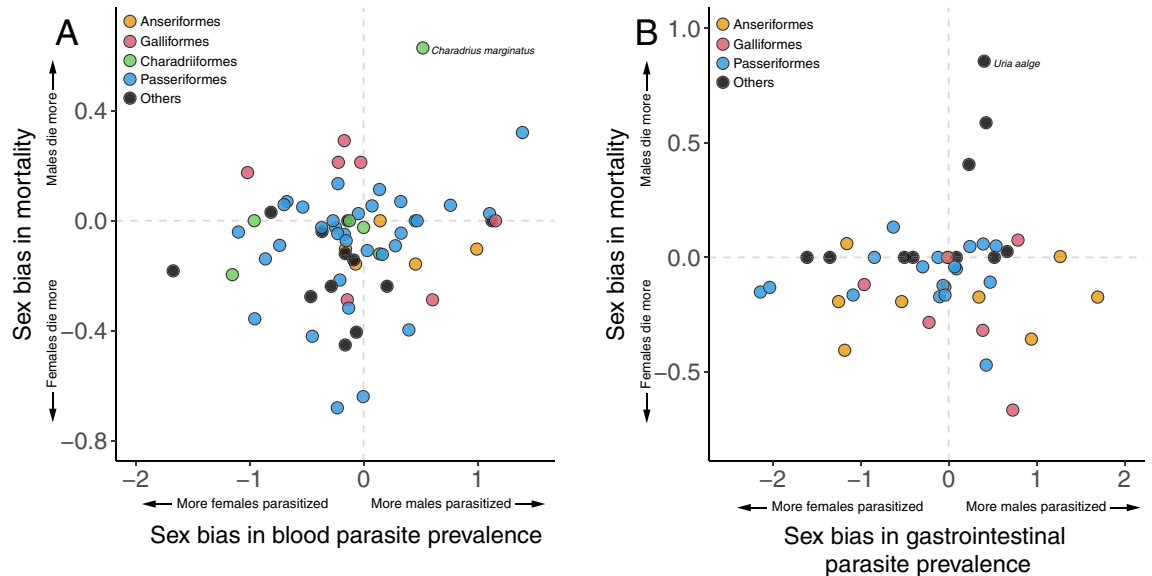 A
Anseriformes
Galliformes
Charadriiformes
Passeriformes
Others
Charadrius marginatus
Sex bias in mortality
Males die more
Females die more
0.4
0.0
−0.4
−0.8
−2
−1
0
1
More females parasitized
More males parasitized
Sex bias in blood parasite prevalence
B
Anseriformes
Galliformes
Passeriformes
Others
Uria aalge
Sex bias in mortality
Males die more
Females die more
1.0
0.5
0.0
−0.5
−2
−1
0
1
2
More females parasitized
More males parasitized
Sex bias in gastrointestinal
parasite prevalence